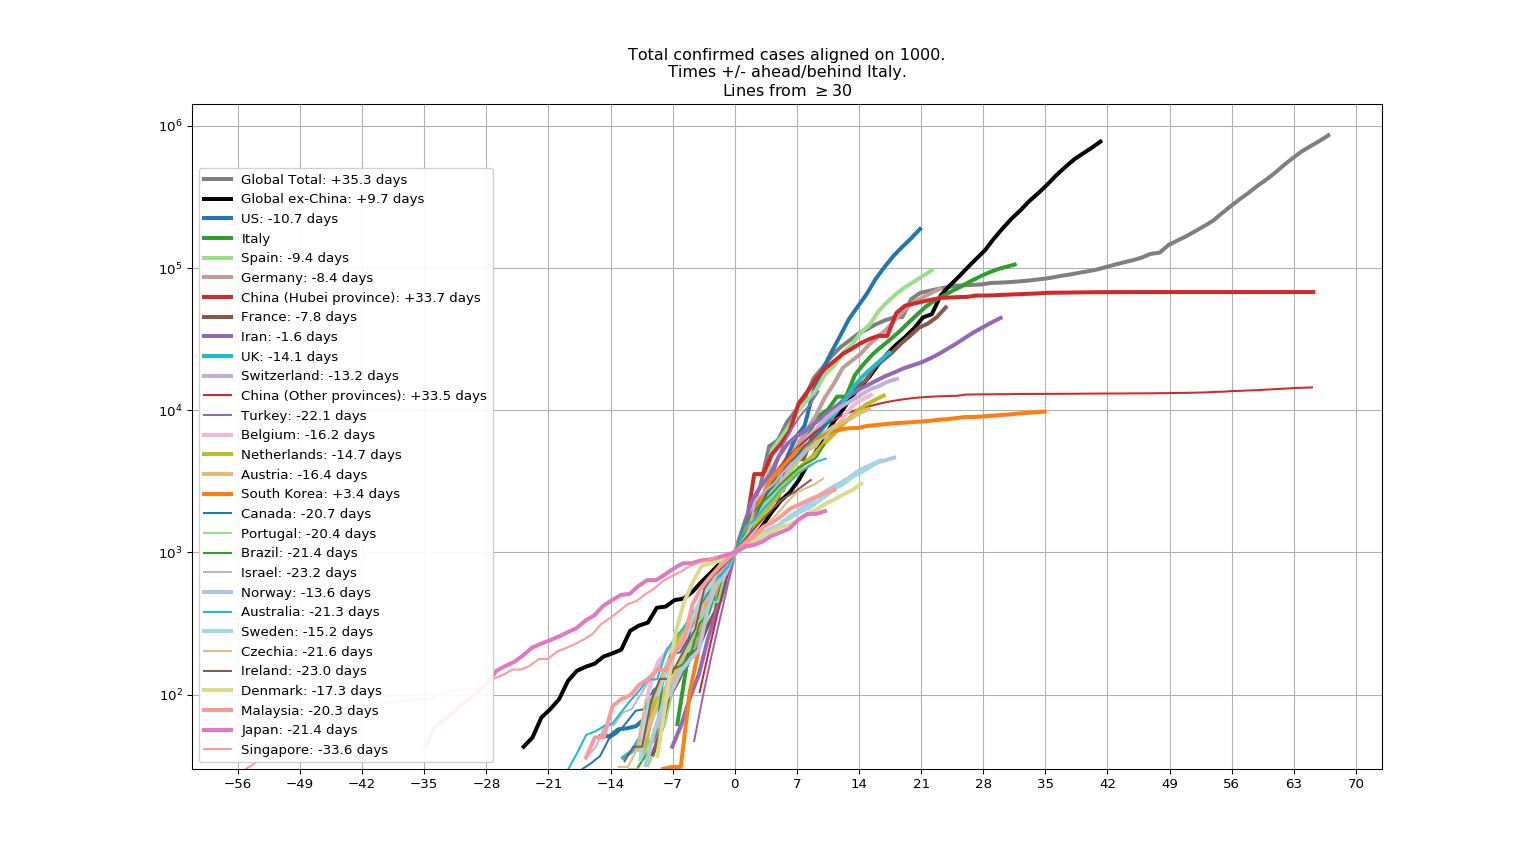 Total confirmed cases aligned on 1000.
Times +/- ahead/behind Italy.
Lines from ≥30
10⁶
10⁵
10⁴
10³
10²
Global Total: +35.3 days
Global ex-China: +9.7 days
US: -10.7 days
Italy
Spain: -9.4 days
Germany: -8.4 days
China (Hubei province): +33.7 days
France: -7.8 days
Iran: -1.6 days
UK: -14.1 days
Switzerland: -13.2 days
China (Other provinces): +33.5 days
Turkey: -22.1 days
Belgium: -16.2 days
Netherlands: -14.7 days
Austria: -16.4 days
South Korea: +3.4 days
Canada: -20.7 days
Portugal: -20.4 days
Brazil: -21.4 days
Israel: -23.2 days
Norway: -13.6 days
Australia: -21.3 days
Sweden: -15.2 days
Czechia: -21.6 days
Ireland: -23.0 days
Denmark: -17.3 days
Malaysia: -20.3 days
Japan: -21.4 days
Singapore: -33.6 days
−56 −49 −42 −35 −28 −21 −14 −7 0 7 14 21 28 35 42 49 56 63 70